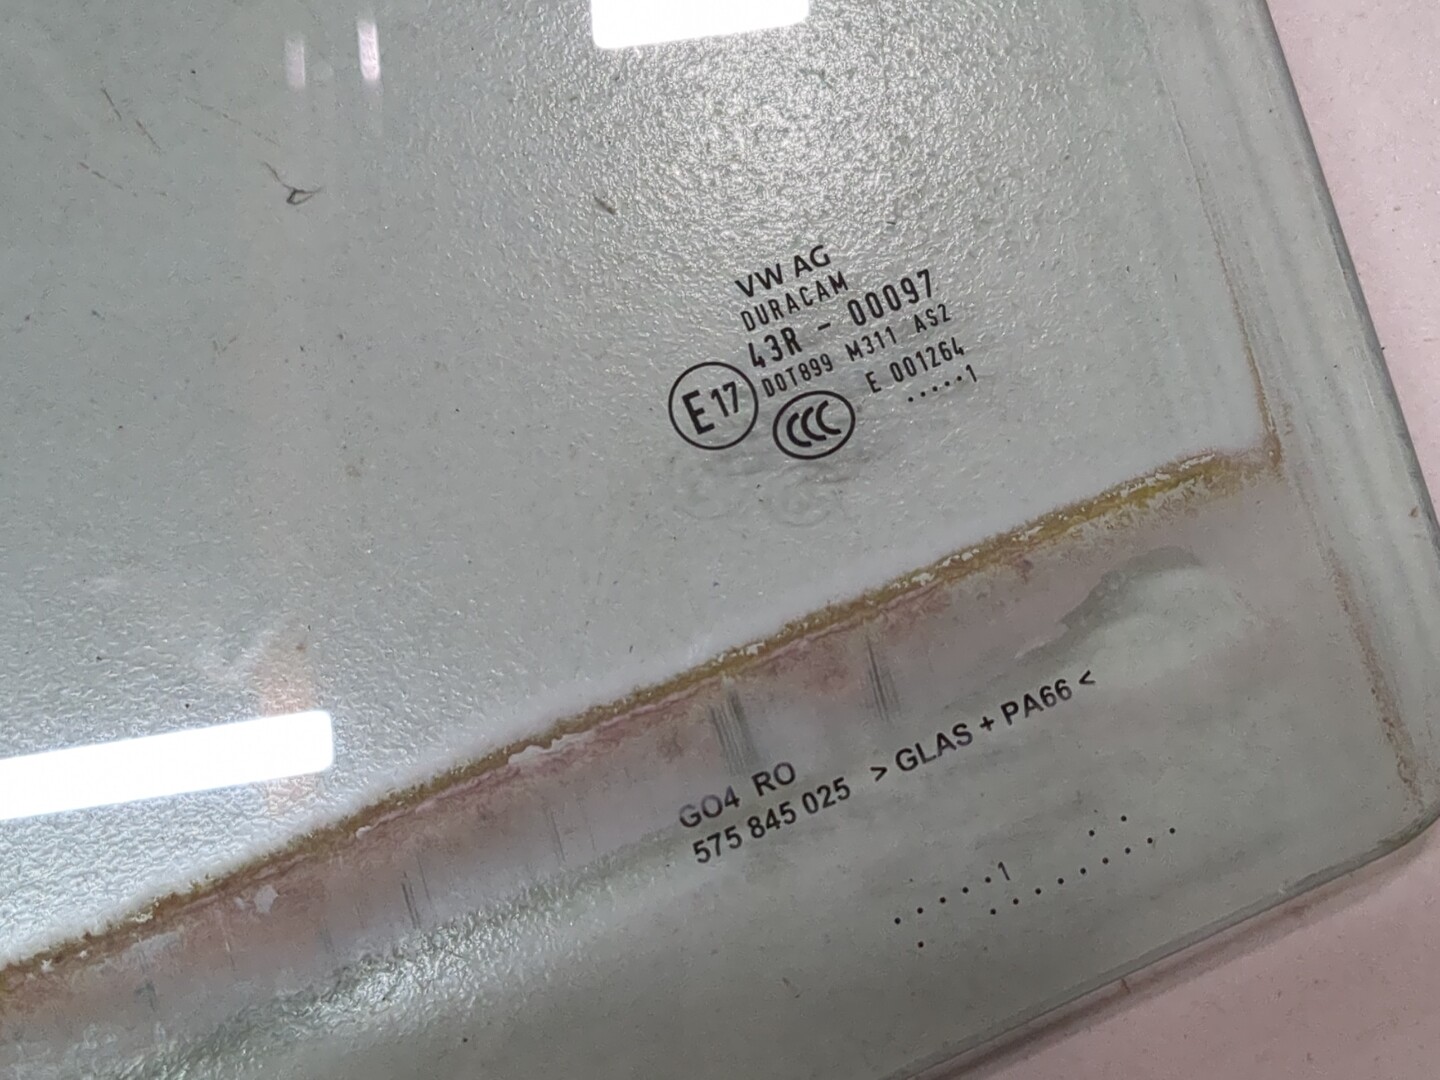 VW AG
DURACAM
43R - 00097
E17 DOT899 M311 AS2
CCC E 001264
.....1
GO4 RO
575 845 025 > GLAS + PA66 <
.....1